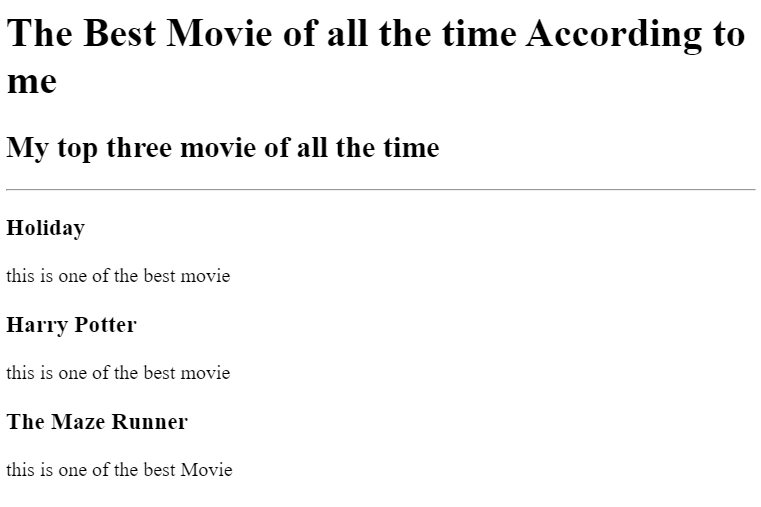 The Best Movie of all the time According to
me
My top three movie of all the time
Holiday
this is one of the best movie
Harry Potter
this is one of the best movie
The Maze Runner
this is one of the best Movie